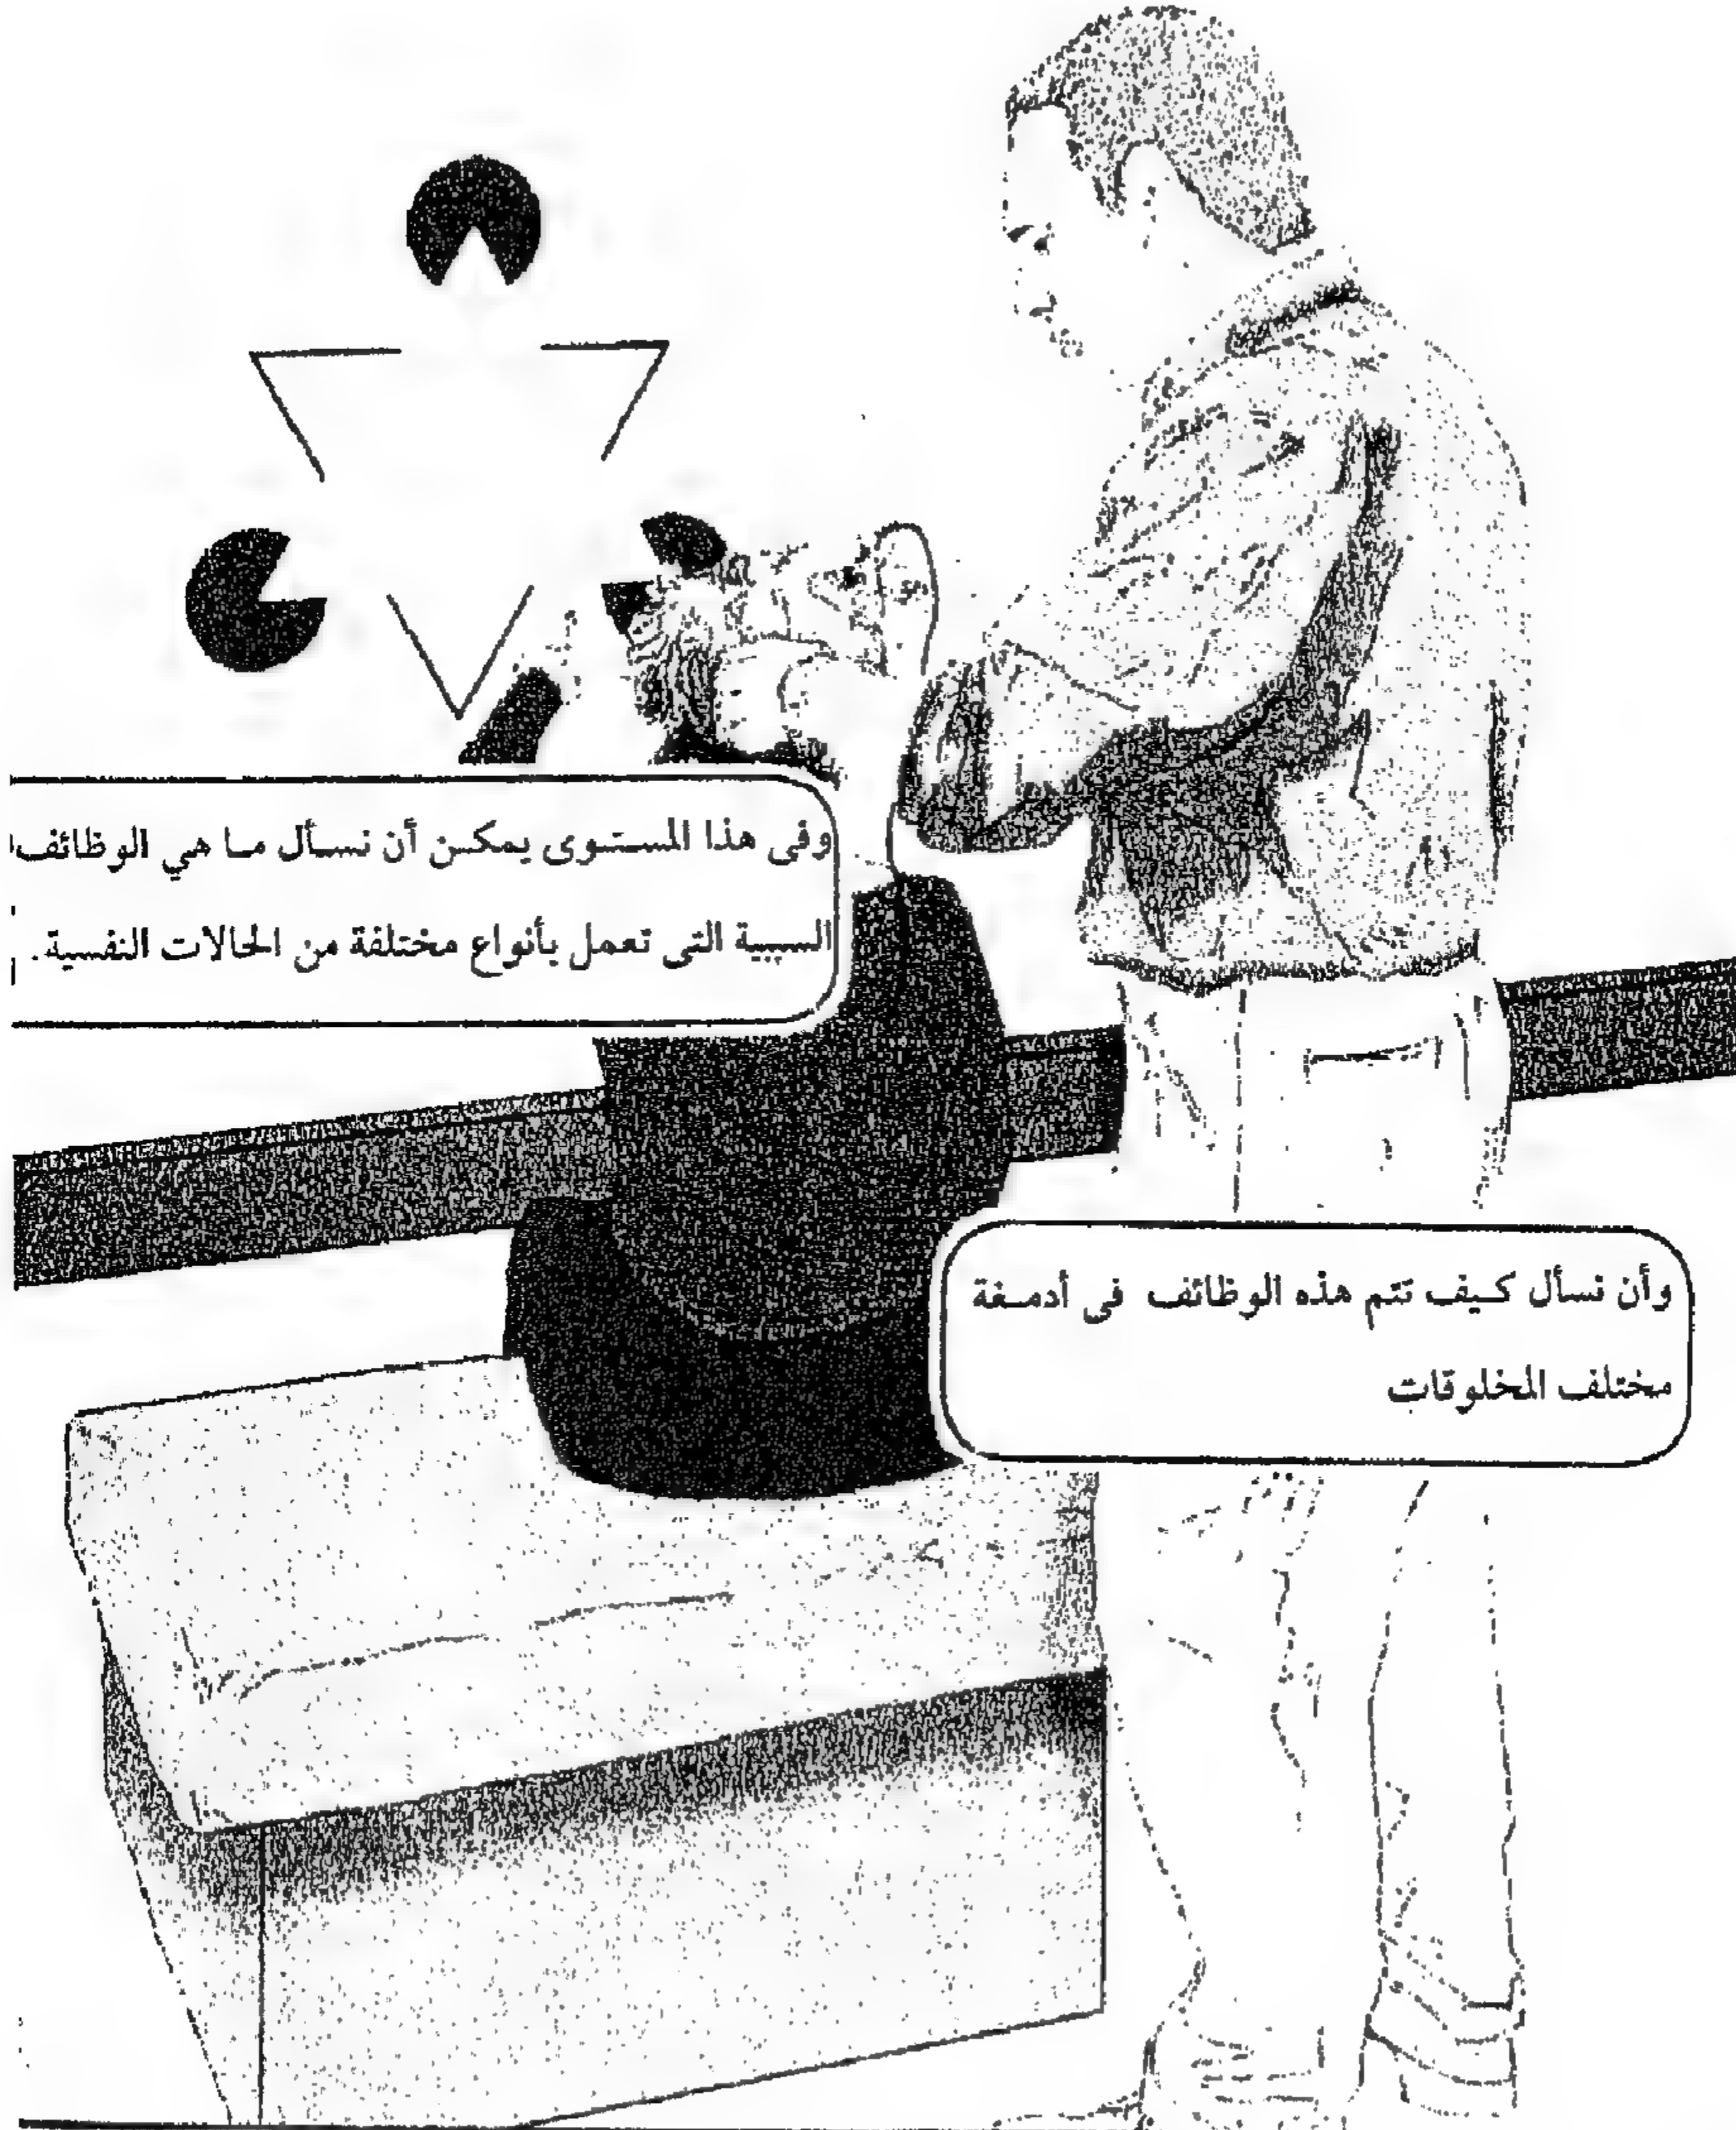 وفى هذا المستوى يمكن أن نسأل ما هي الوظائف
السببية التى تعمل بأنواع مختلفة من الحالات النفسية.
وأن نسأل كيف تتم هذه الوظائف فى أدمغة
مختلف المخلوقات